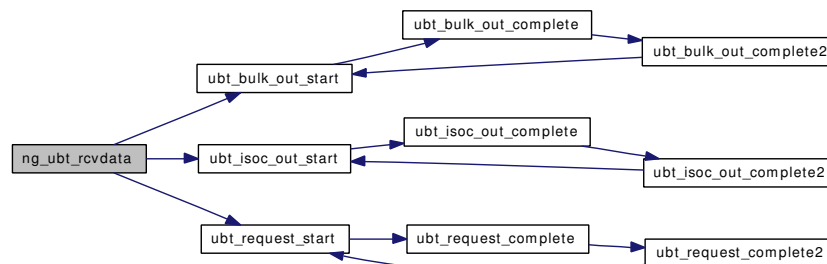 ubt_bulk_out_complete
ubt_bulk_out_complete2
ubt_bulk_out_start
ubt_isoc_out_complete
ng_ubt_rcvdata
ubt_isoc_out_start
ubt_isoc_out_complete2
ubt_request_start
ubt_request_complete
ubt_request_complete2